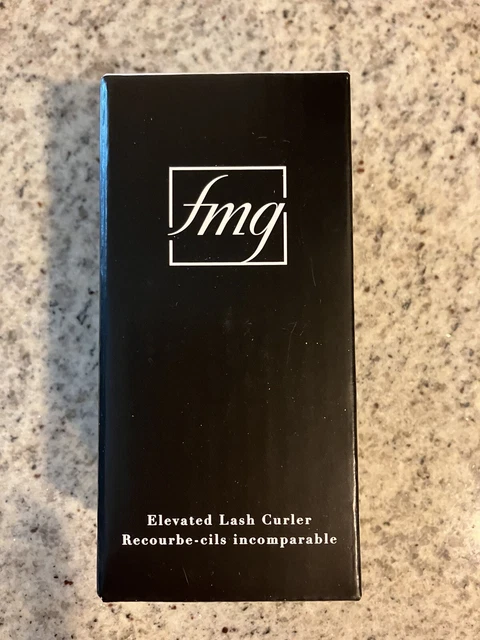 fmg
Elevated Lash Curler
Recourbe-cils incomparable